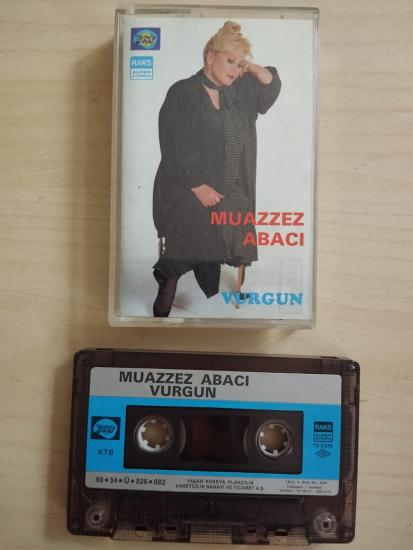 RAKS
MUAZZEZ
ABACI
VURGUN
MUAZZEZ ABACI
VURGUN
RAKS
KTB
90•34•Ü•026•082
YAŞAR KEKEVA PLAKÇILIK
KASETÇİLİK SANAYİ VE TİCARET A.Ş